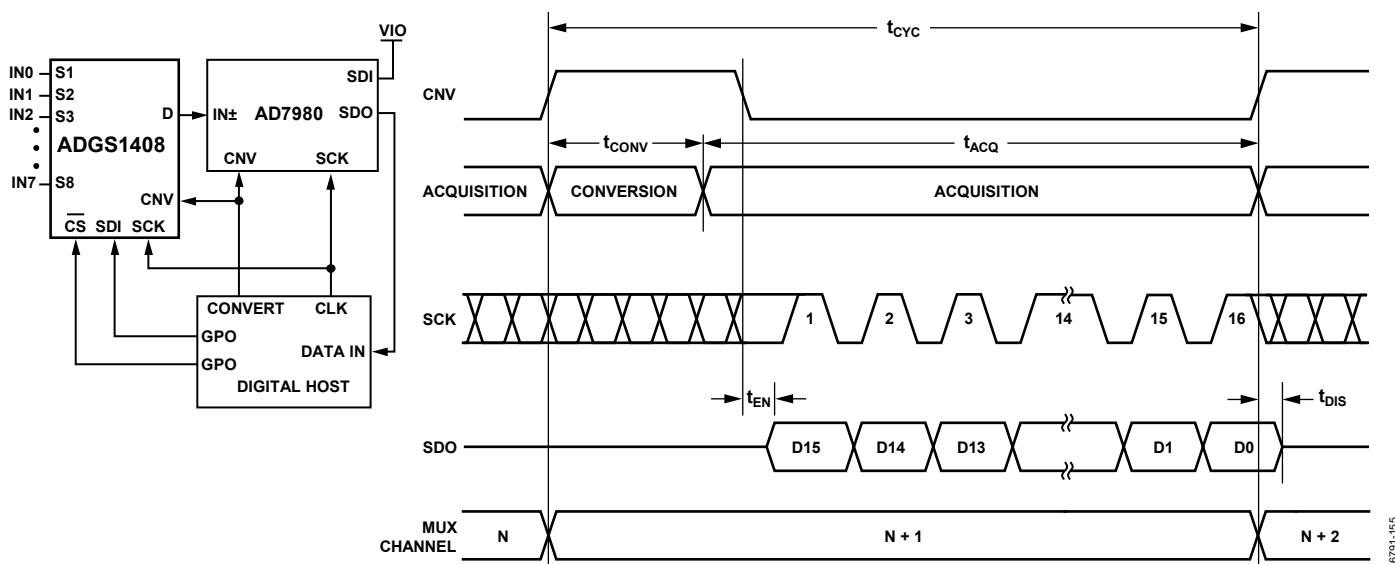 VIO
IN0
S1
IN1
S2
IN2
S3
IN7
S8
D
ADGS1408
CNV
CS SDI SCK
SDI
IN± AD7980 SDO
CNV SCK
CONVERT CLK
GPO
DATA IN
GPO
DIGITAL HOST
tCYC
CNV
tCONV tACQ
ACQUISITION CONVERSION ACQUISITION
SCK 1 2 3 14 15 16
tEN tDIS
SDO D15 D14 D13 D1 D0
MUX
CHANNEL
N N + 1 N + 2
6791-155